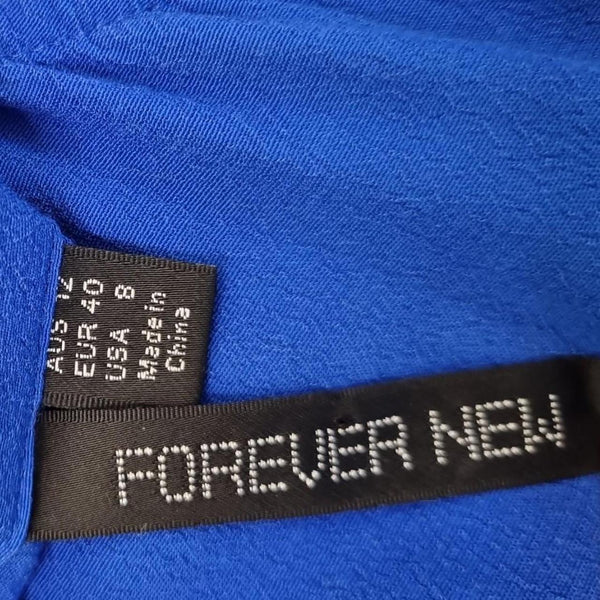 AUS 12
EUR 40
USA 8
Made in
China
FOREVER NEW